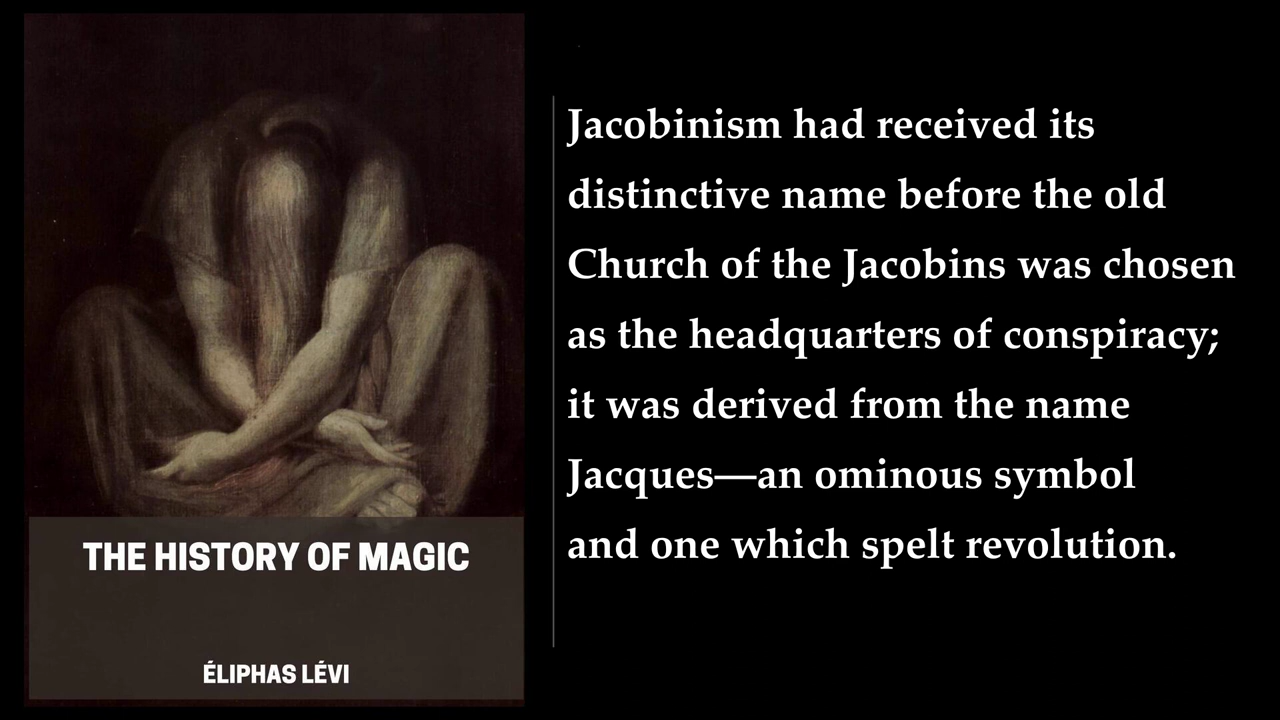 THE HISTORY OF MAGIC
ÉLIPHAS LÉVI
Jacobinism had received its
distinctive name before the old
Church of the Jacobins was chosen
as the headquarters of conspiracy;
it was derived from the name
Jacques—an ominous symbol
and one which spelt revolution.